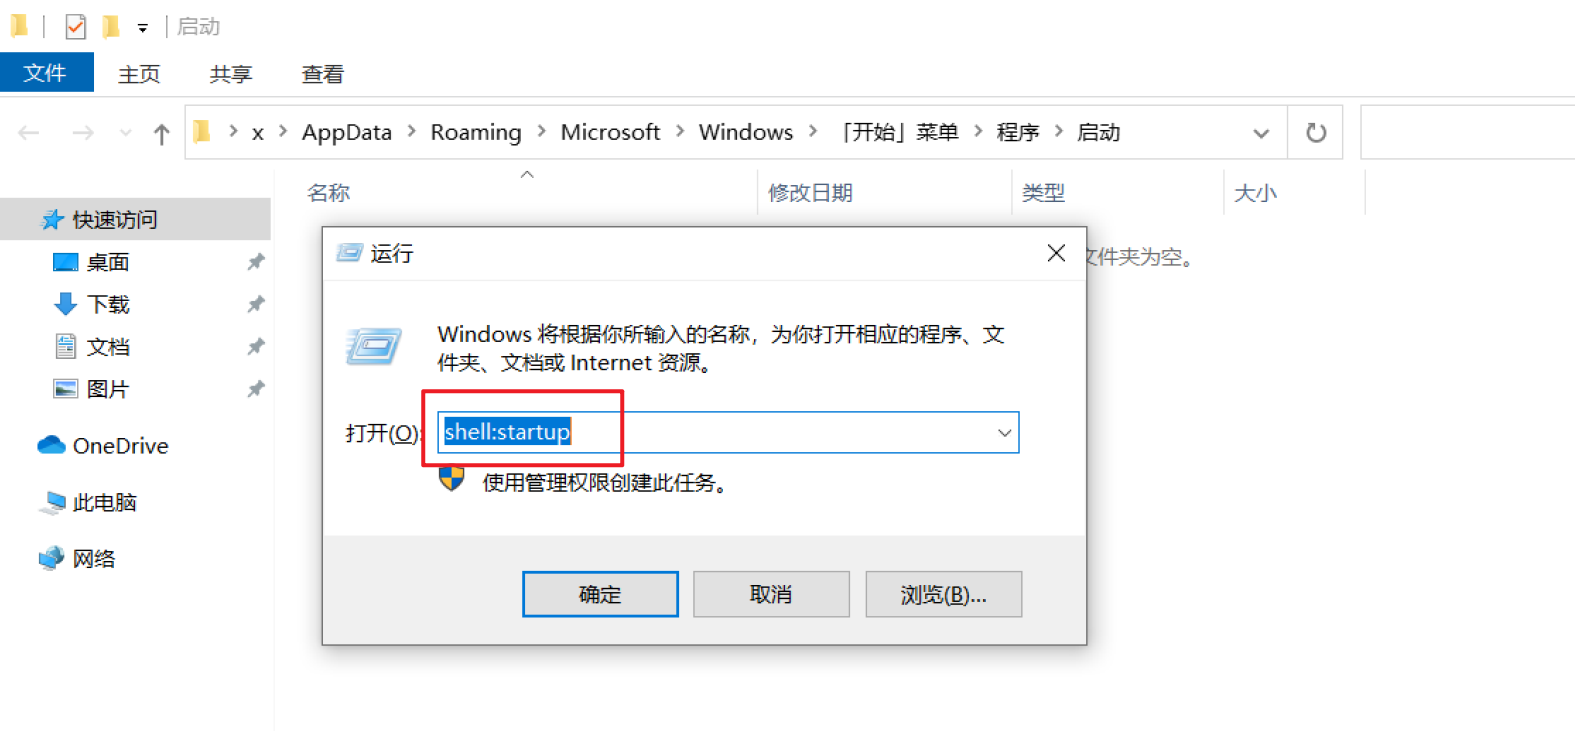 启动
文件 主页 共享 查看
x AppData Roaming Microsoft Windows 「开始」菜单 程序 启动
名称 修改日期 类型 大小
快速访问
桌面
下载
文档
图片
OneDrive
此电脑
网络
文件夹为空。
运行
Windows 将根据你所输入的名称，为你打开相应的程序、文
件夹、文档或 Internet 资源。
打开(O): shell:startup
使用管理权限创建此任务。
确定 取消 浏览(B)...